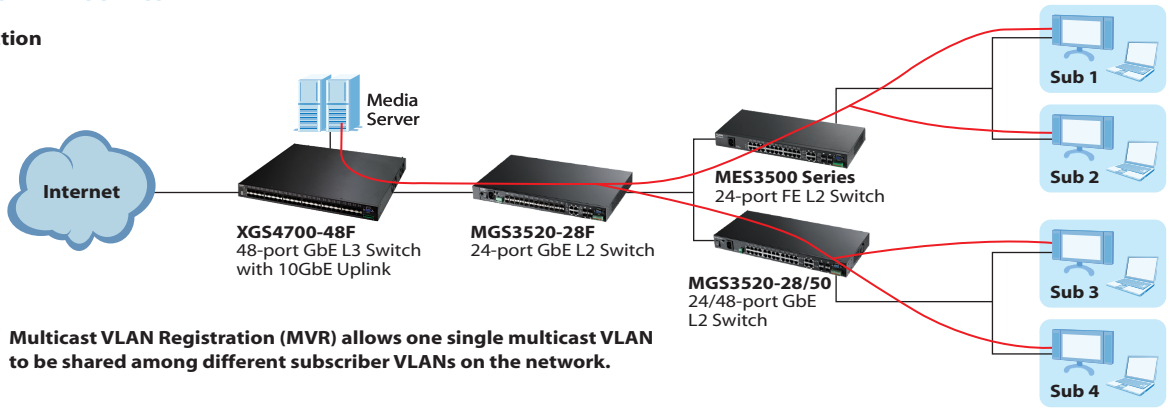 tion
Media
Server
Internet
XGS4700-48F
48-port GbE L3 Switch
with 10GbE Uplink
MGS3520-28F
24-port GbE L2 Switch
MES3500 Series
24-port FE L2 Switch
MGS3520-28/50
24/48-port GbE
L2 Switch
Sub 1
Sub 2
Sub 3
Sub 4
Multicast VLAN Registration (MVR) allows one single multicast VLAN
to be shared among different subscriber VLANs on the network.